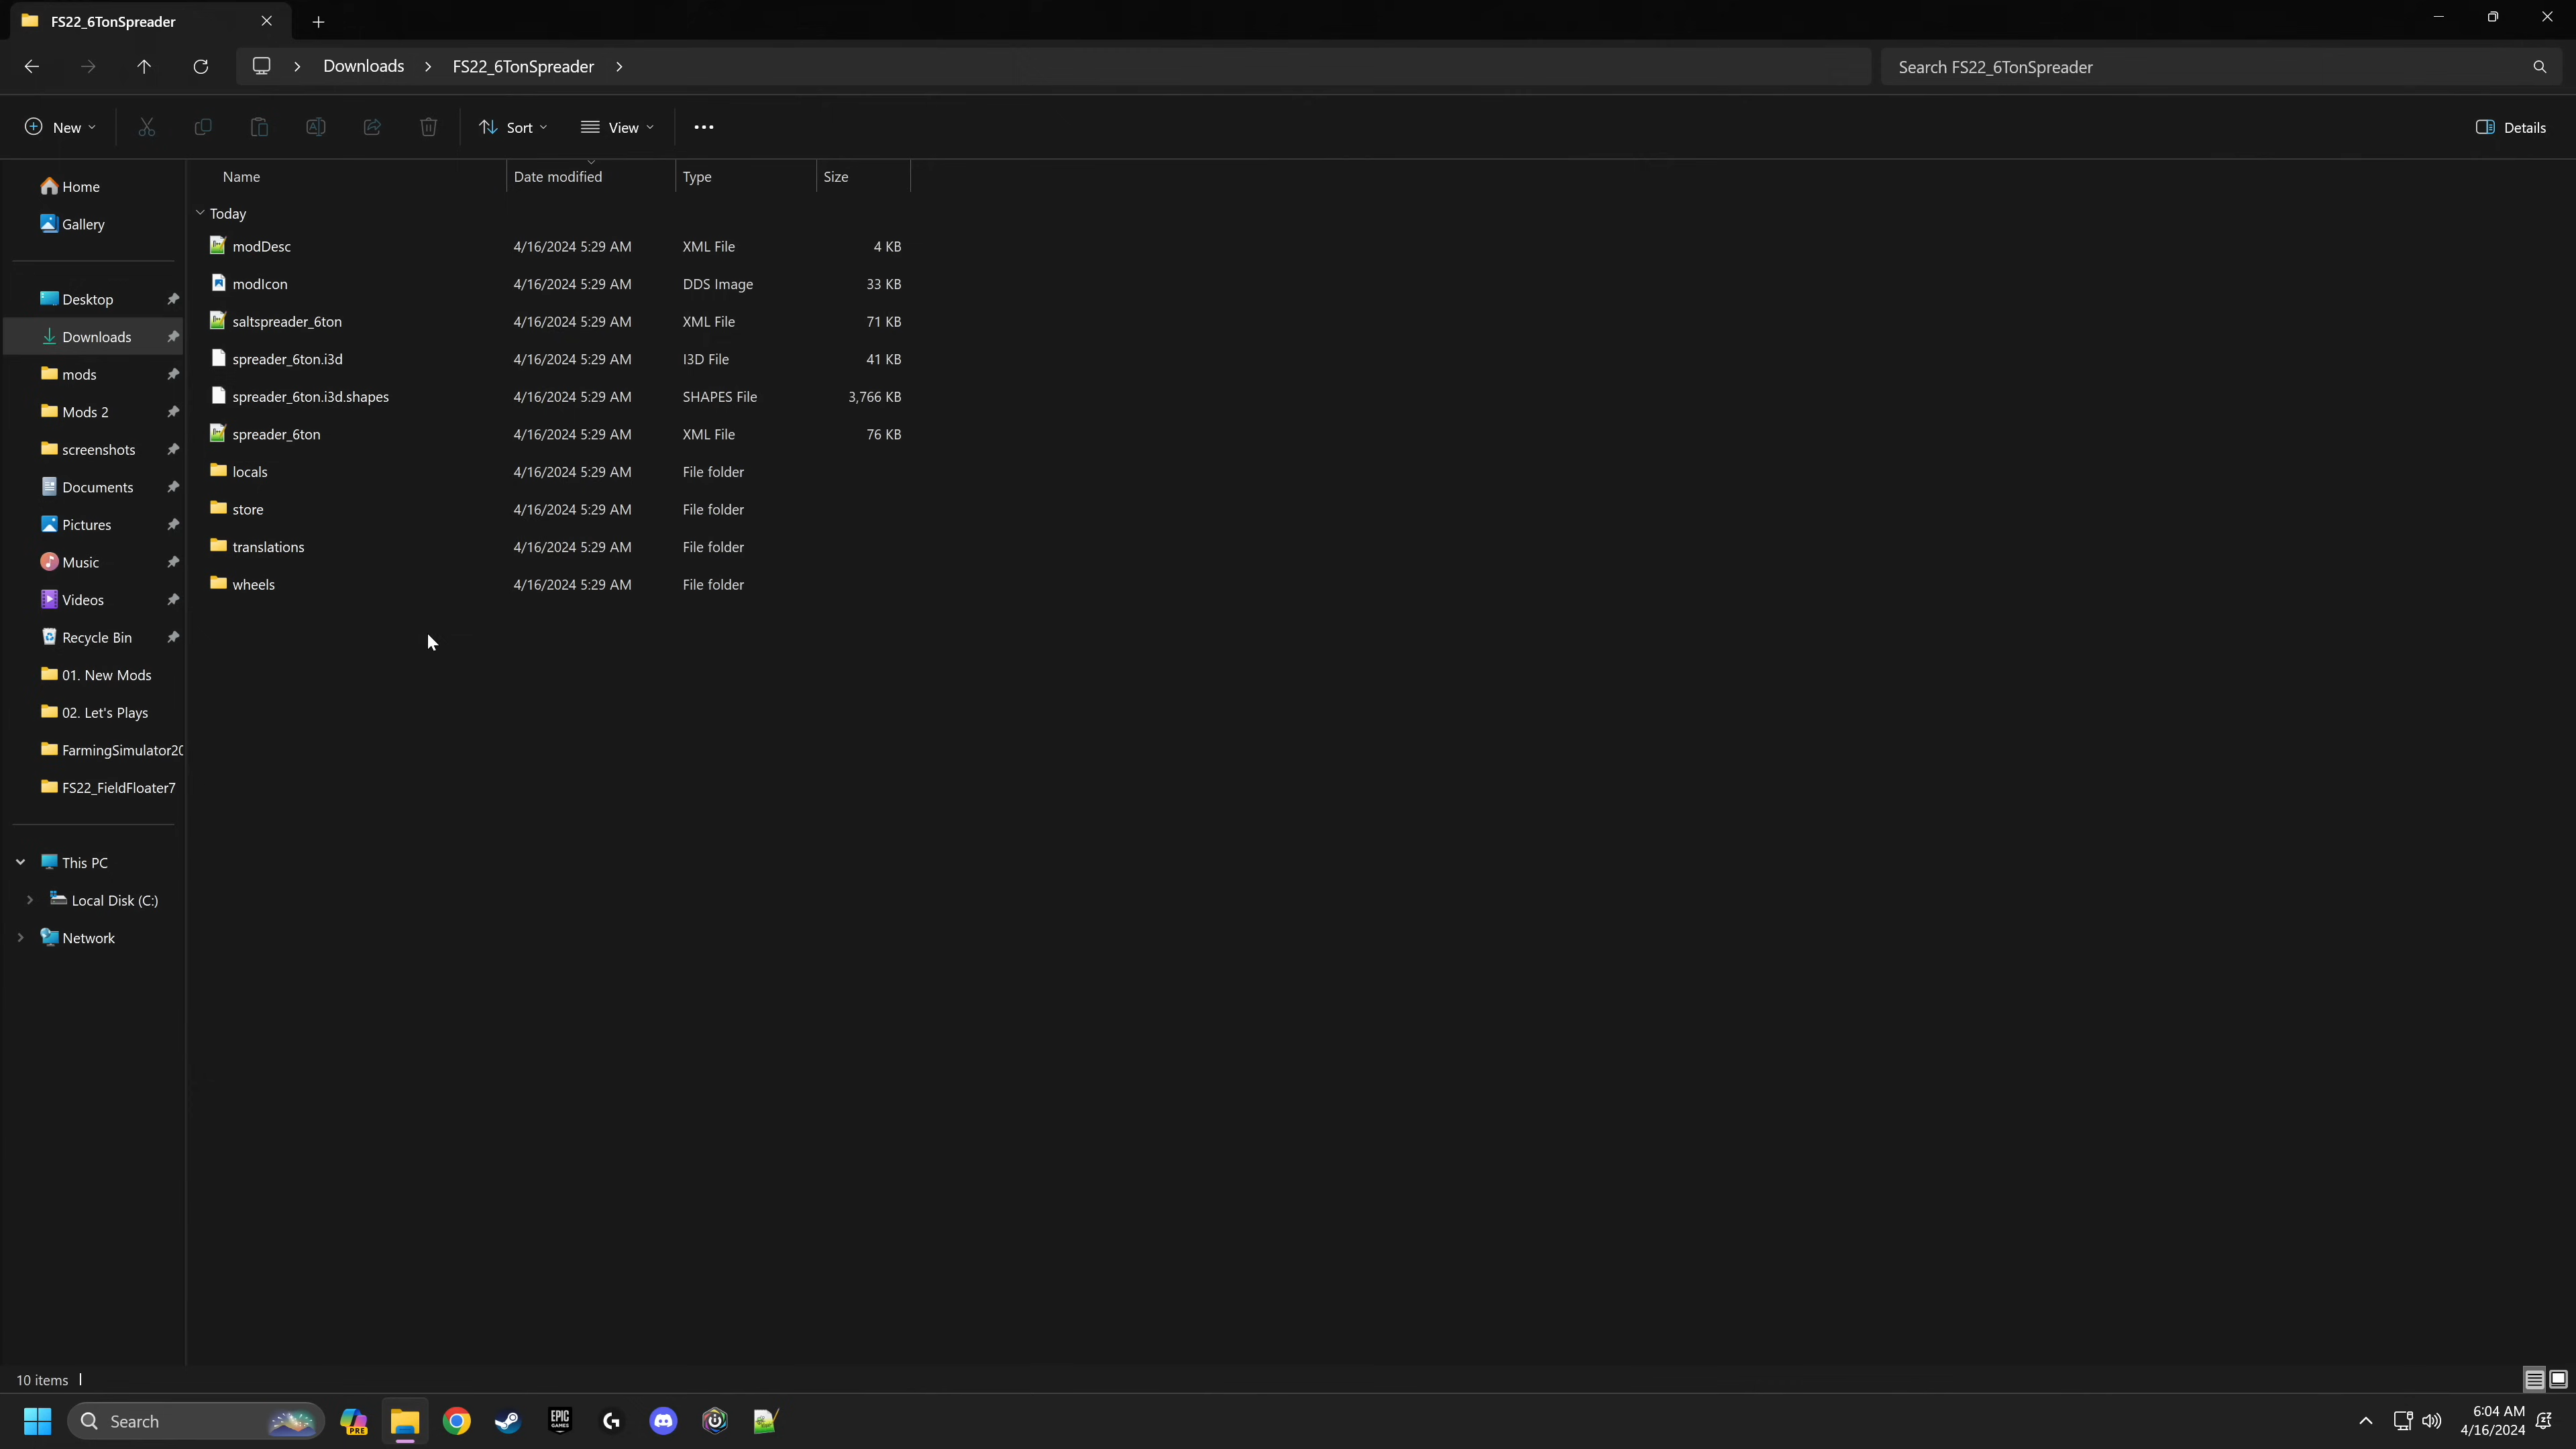 FS22_6TonSpreader
Downloads FS22_6TonSpreader
Search FS22_6TonSpreader
New Sort View Details
Name Date modified Type Size
Today
modDesc 4/16/2024 5:29 AM XML File 4 KB
modIcon 4/16/2024 5:29 AM DDS Image 33 KB
saltspreader_6ton 4/16/2024 5:29 AM XML File 71 KB
spreader_6ton.i3d 4/16/2024 5:29 AM I3D File 41 KB
spreader_6ton.i3d.shapes 4/16/2024 5:29 AM SHAPES File 3,766 KB
spreader_6ton 4/16/2024 5:29 AM XML File 76 KB
locals 4/16/2024 5:29 AM File folder
store 4/16/2024 5:29 AM File folder
translations 4/16/2024 5:29 AM File folder
wheels 4/16/2024 5:29 AM File folder
Home
Gallery
Desktop
Downloads
mods
Mods 2
screenshots
Documents
Pictures
Music
Videos
Recycle Bin
01. New Mods
02. Let's Plays
FarmingSimulator20
FS22_FieldFloater7
This PC
Local Disk (C:)
Network
10 items
Search
PRE
EPIC
GAMES
6:04 AM
4/16/2024